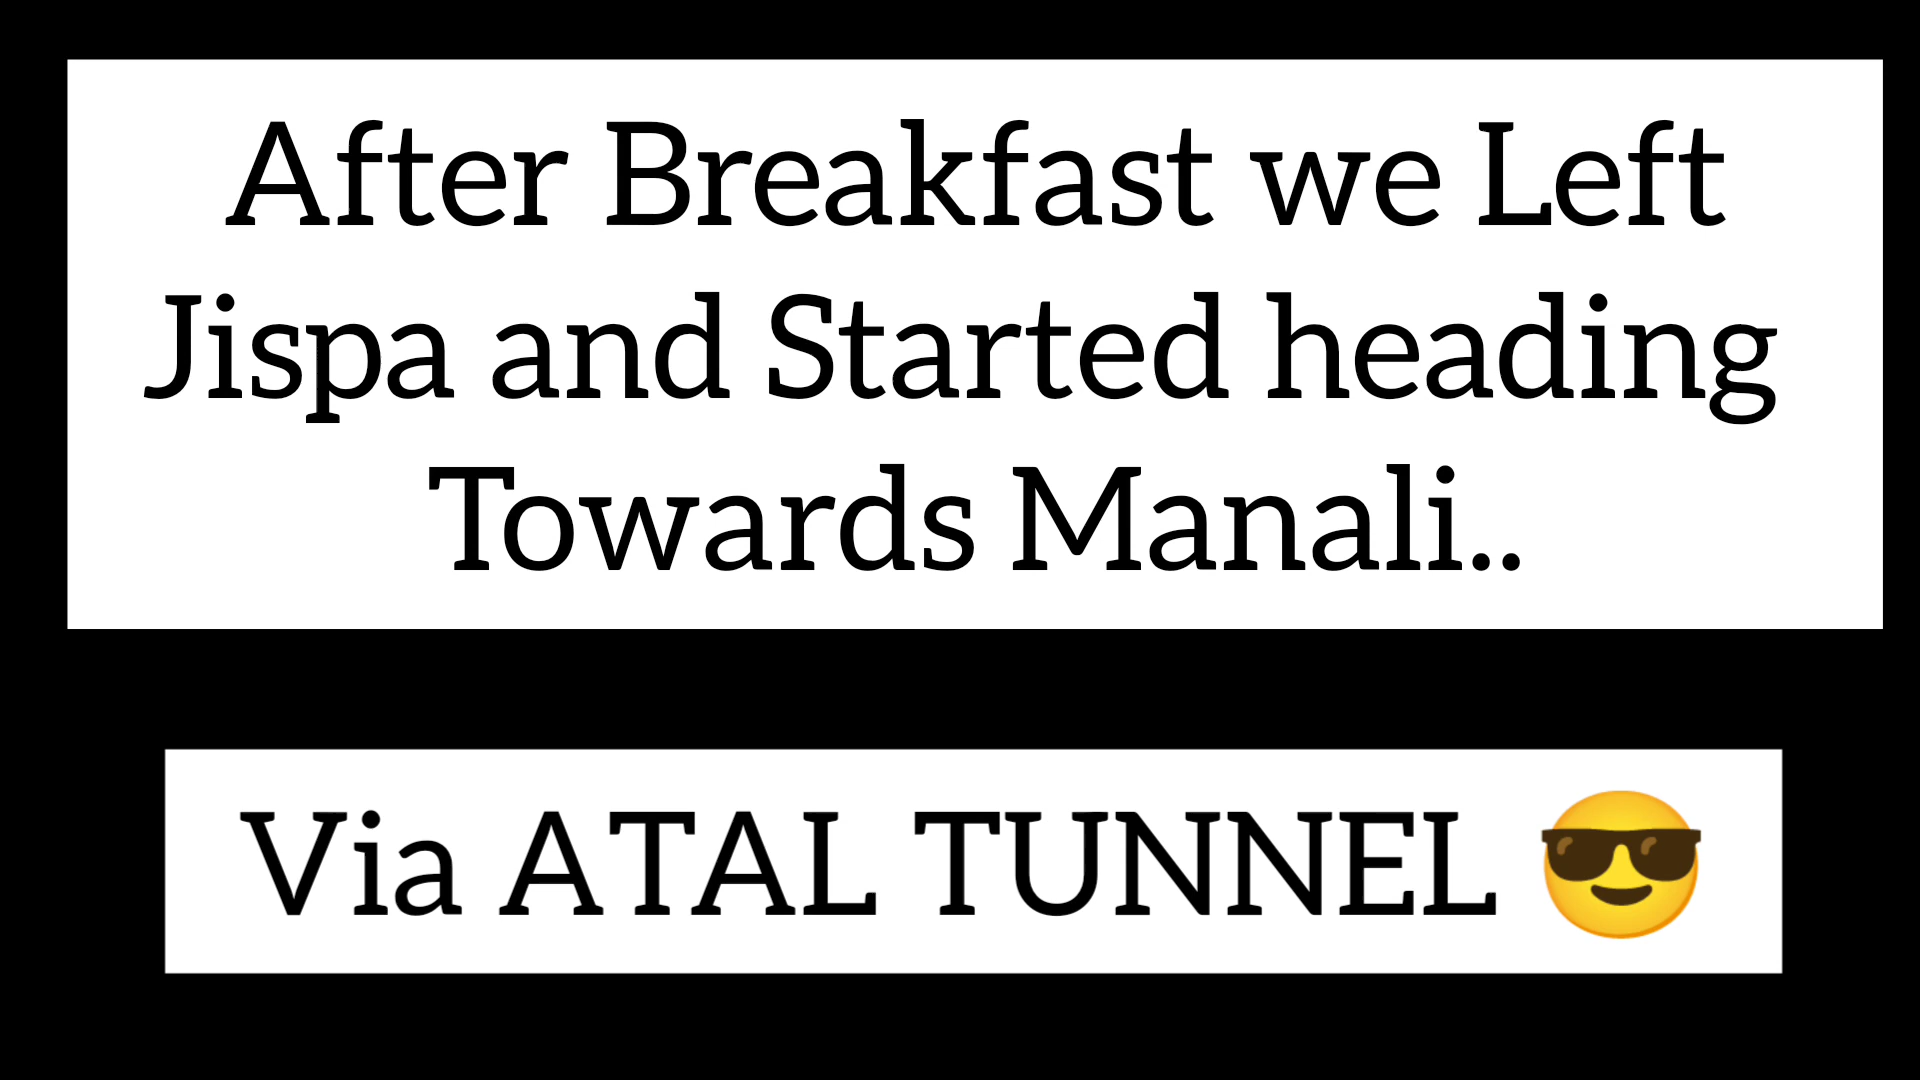 After Breakfast we Left
Jispa and Started heading
Towards Manali..
Via ATAL TUNNEL 😎